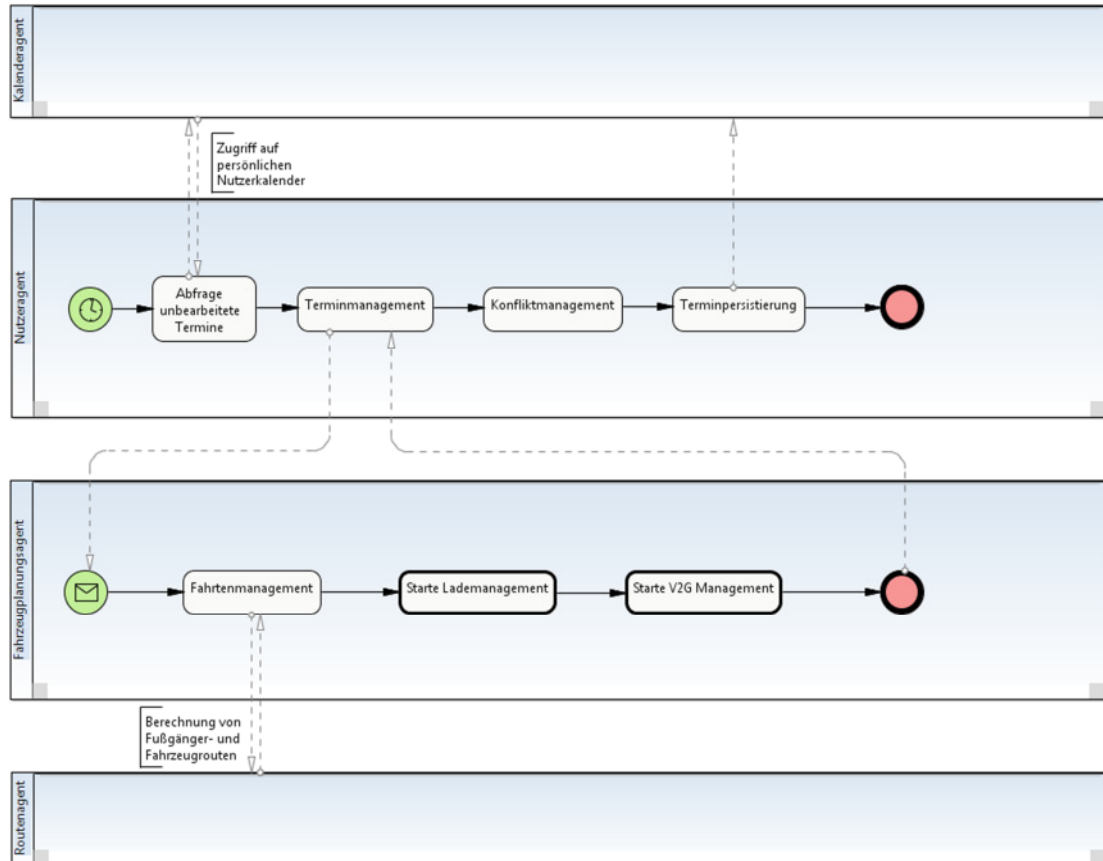 Kalenderagent
Zugriff auf
persönlichen
Nutzerkalender
Nutzeragent
Abfrage
unbearbeitete
Termine
Terminmanagement
Konfliktmanagement
Terminpersistierung
Fahrzeugplanungsagent
Fahrtenmanagement
Starte Lademanagement
Starte V2G Management
Berechnung von
Fußgänger- und
Fahrzeugrouten
Routenagent